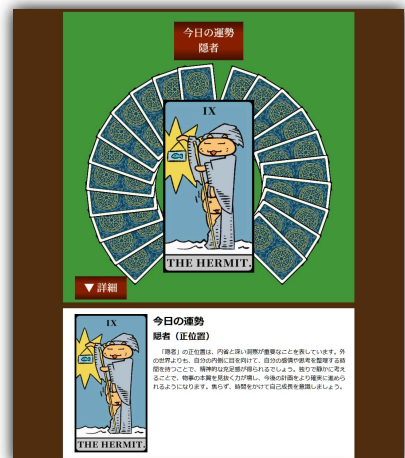 今日の運勢
隠者
IX
THE HERMIT.
▼ 詳細
IX
THE HERMIT.
今日の運勢
隠者（正位置）
「隠者」の正位置は、内省と深い洞察が重要なことを表しています。外
の世界よりも、自分の内側に目を向けて、自分の感情や思考を整理する時
間を持つことで、精神的な充足感が得られるでしょう。独りで静かに考え
ることで、物事の本質を見抜く力が増し、今後の計画をより確実に進めら
れるようになります。焦らず、時間をかけて自己成長を意識しましょう。